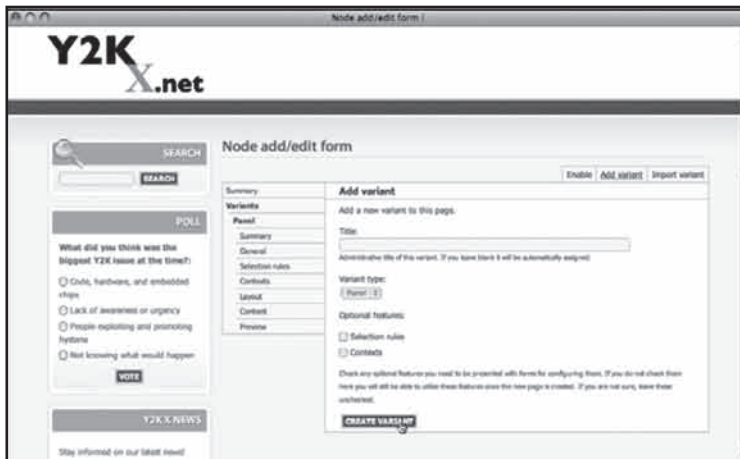 Node add/edit form |
Y2K
X.net
SEARCH
SEARCH
POLL
What did you think was the
biggest Y2K issue at the time?:
Code, hardware, and embedded
chips
Lack of awareness or urgency
People exploiting and promoting
hysteria
Not knowing what would happen
VOTE
Y2KX NEWS
Stay informed on our latest news!
Node add/edit form
Enable
Add variant
Import variant
Summary
Variants
Panel
Summary
General
Selection rules
Contexts
Layout
Content
Preview
Add variant
Add a new variant to this page.
Title:
Administrative title of this variant. If you leave blank it will be automatically assigned.
Variant type:
Panel
Optional features:
Selection rules
Contexts
Check any optional features you need to be presented with forms for configuring them. If you do not check them
here you will still be able to utilize these features once the new page is created. If you are not sure, leave these
unchecked.
CREATE VARIANT